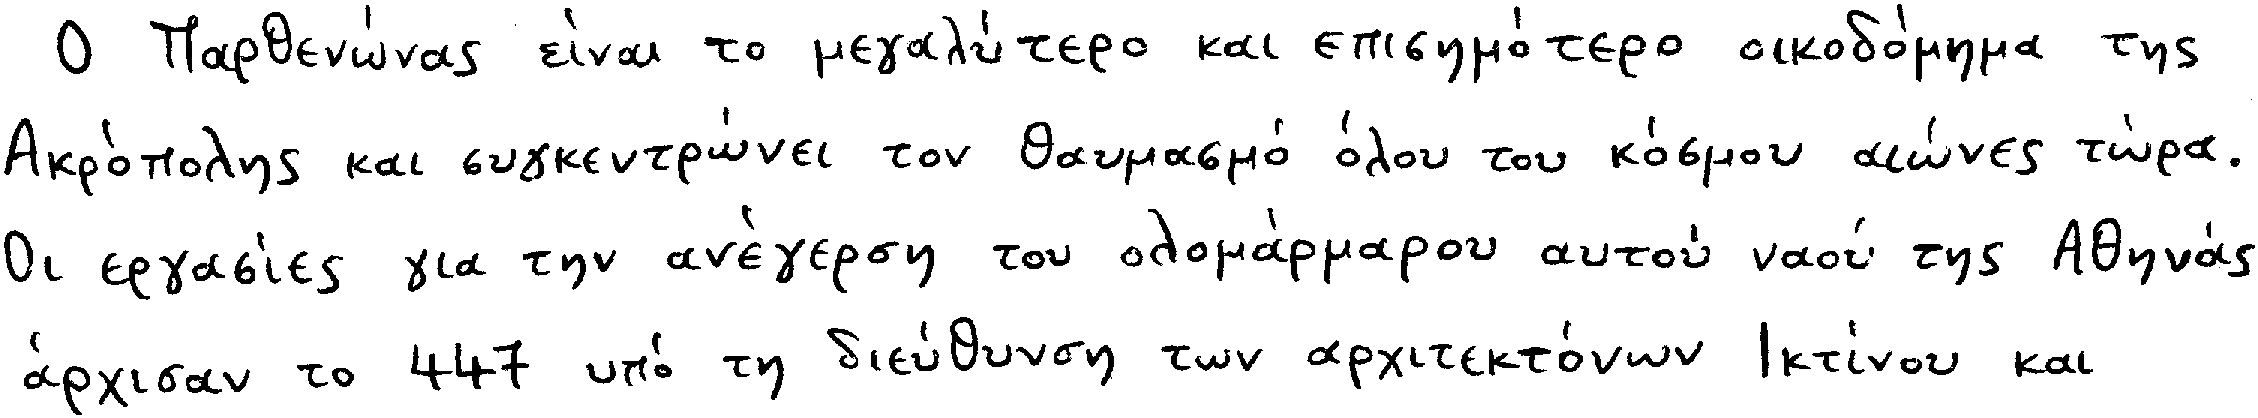 Ο Παρθενώνας είναι το μεγαλύτερο και επισημότερο οικοδόμημα της
Ακρόπολης και συγκεντρώνει τον θαυμασμό όλου του κόσμου αιώνες τώρα.
Οι εργασίες για την ανέγερση του ολομάρμαρου αυτού ναού της Αθηνάς
άρχισαν το 447 υπό τη διεύθυνση των αρχιτεκτόνων Ικτίνου και